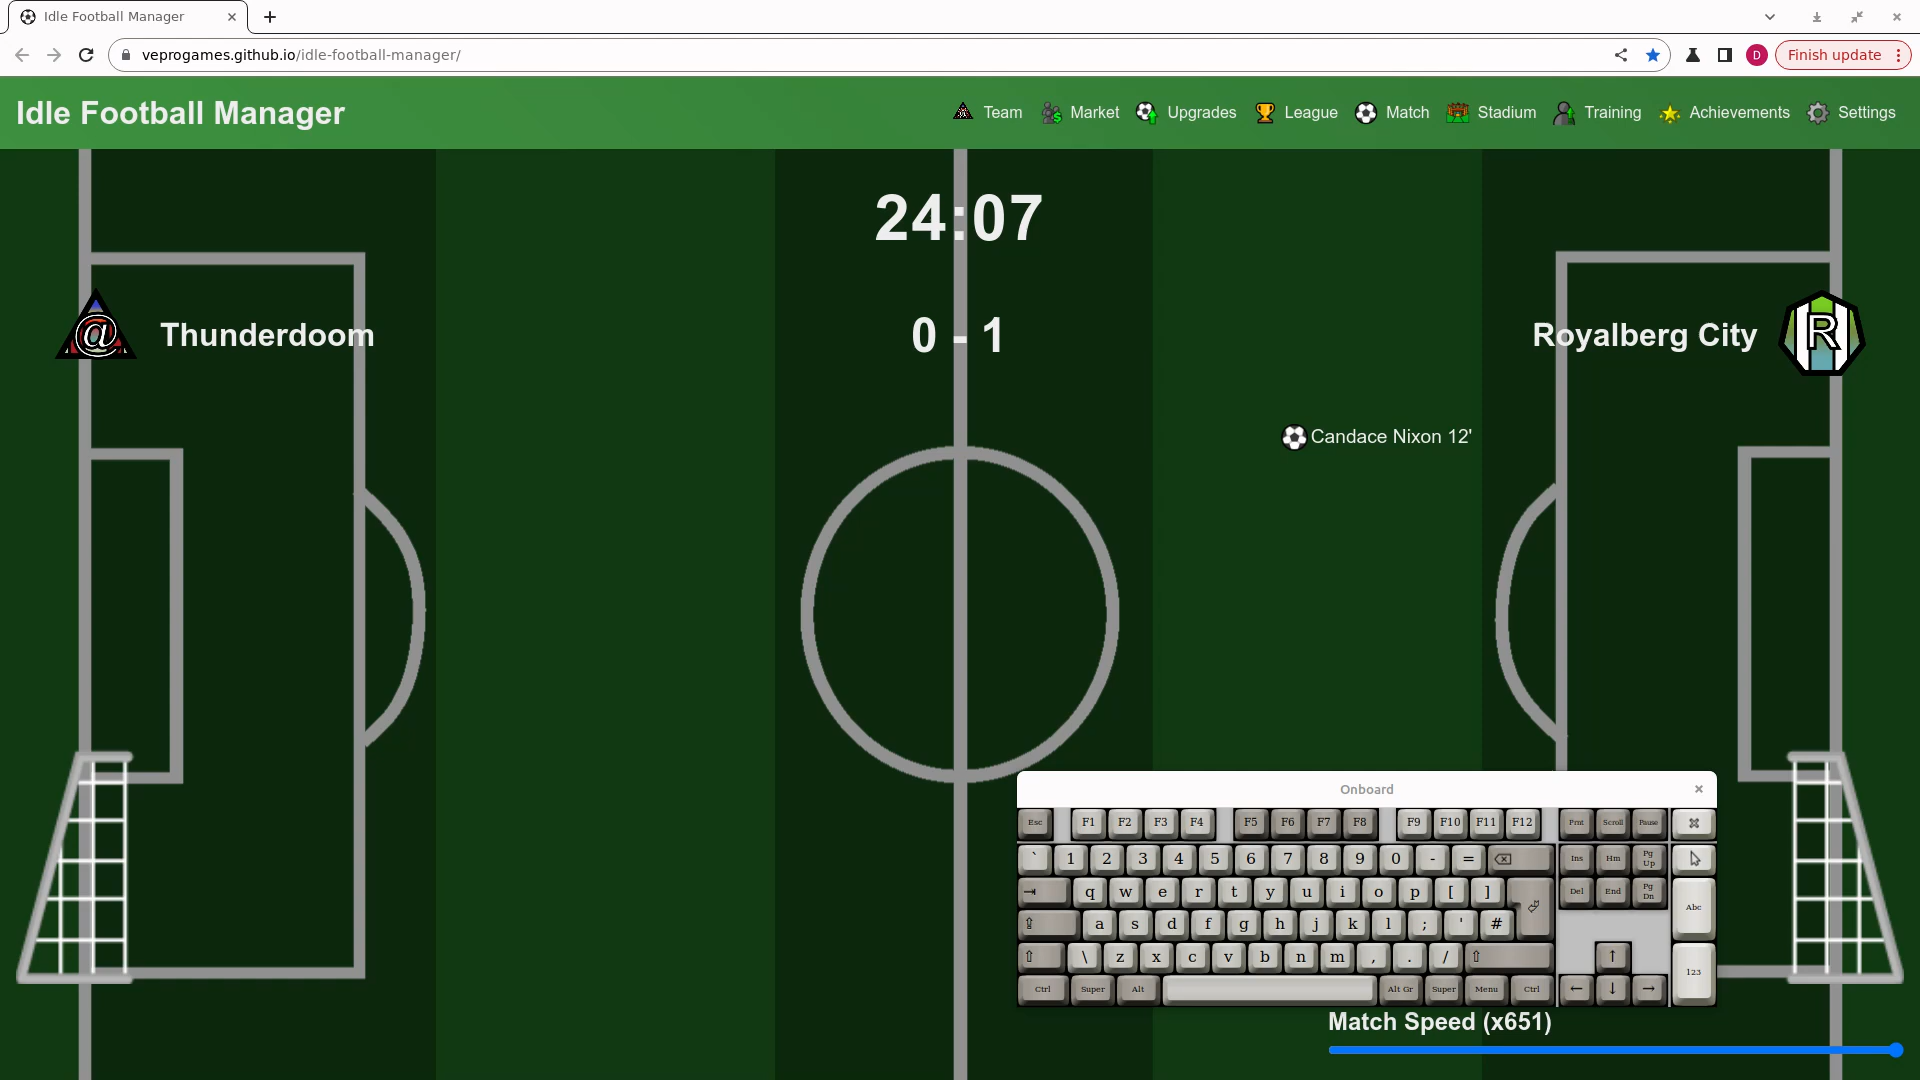 Idle Football Manager
veprogames.github.io/idle-football-manager/
D
Finish update
Idle Football Manager
Team
Market
Upgrades
League
Match
Stadium
Training
Achievements
Settings
24:07
@ Thunderdoom
0 - 1
Royalberg City R
Candace Nixon 12'
Onboard
Esc F1 F2 F3 F4 F5 F6 F7 F8 F9 F10 F11 F12 Prnt Scroll Pause
` 1 2 3 4 5 6 7 8 9 0 - = Ins Hm Pg Up
q w e r t y u i o p [ ] Del End Pg Dn Abc
a s d f g h j k l ; ' #
\ z x c v b n m , . / ↑ 123
Ctrl Super Alt Alt Gr Super Menu Ctrl ← ↓ →
Match Speed (x651)